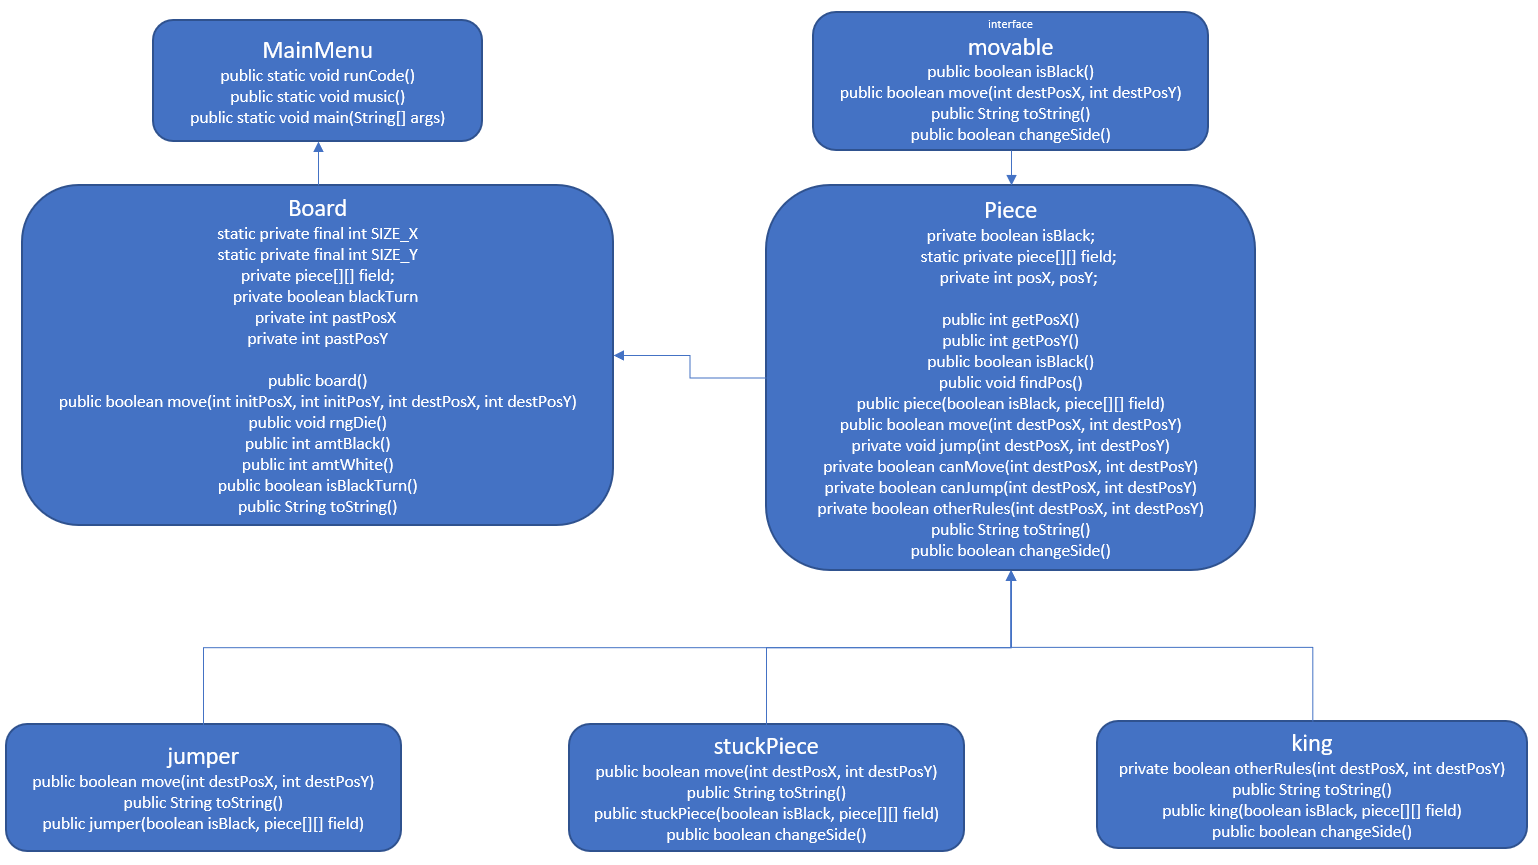 MainMenu
public static void runCode()
public static void music()
public static void main(String[] args)
interface
movable
public boolean isBlack()
public boolean move(int destPosX, int destPosY)
public String toString()
public boolean changeSide()
Board
static private final int SIZE_X
static private final int SIZE_Y
private piece[][] field;
private boolean blackTurn
private int pastPosX
private int pastPosY
public board()
public boolean move(int initPosX, int initPosY, int destPosX, int destPosY)
public void rngDie()
public int amtBlack()
public int amtWhite()
public boolean isBlackTurn()
public String toString()
Piece
private boolean isBlack;
static private piece[][] field;
private int posX, posY;
public int getPosX()
public int getPosY()
public boolean isBlack()
public void findPos()
public piece(boolean isBlack, piece[][] field)
public boolean move(int destPosX, int destPosY)
private void jump(int destPosX, int destPosY)
private boolean canMove(int destPosX, int destPosY)
private boolean canJump(int destPosX, int destPosY)
private boolean otherRules(int destPosX, int destPosY)
public String toString()
public boolean changeSide()
jumper
public boolean move(int destPosX, int destPosY)
public String toString()
public jumper(boolean isBlack, piece[][] field)
stuckPiece
public boolean move(int destPosX, int destPosY)
public String toString()
public stuckPiece(boolean isBlack, piece[][] field)
public boolean changeSide()
king
private boolean otherRules(int destPosX, int destPosY)
public String toString()
public king(boolean isBlack, piece[][] field)
public boolean changeSide()